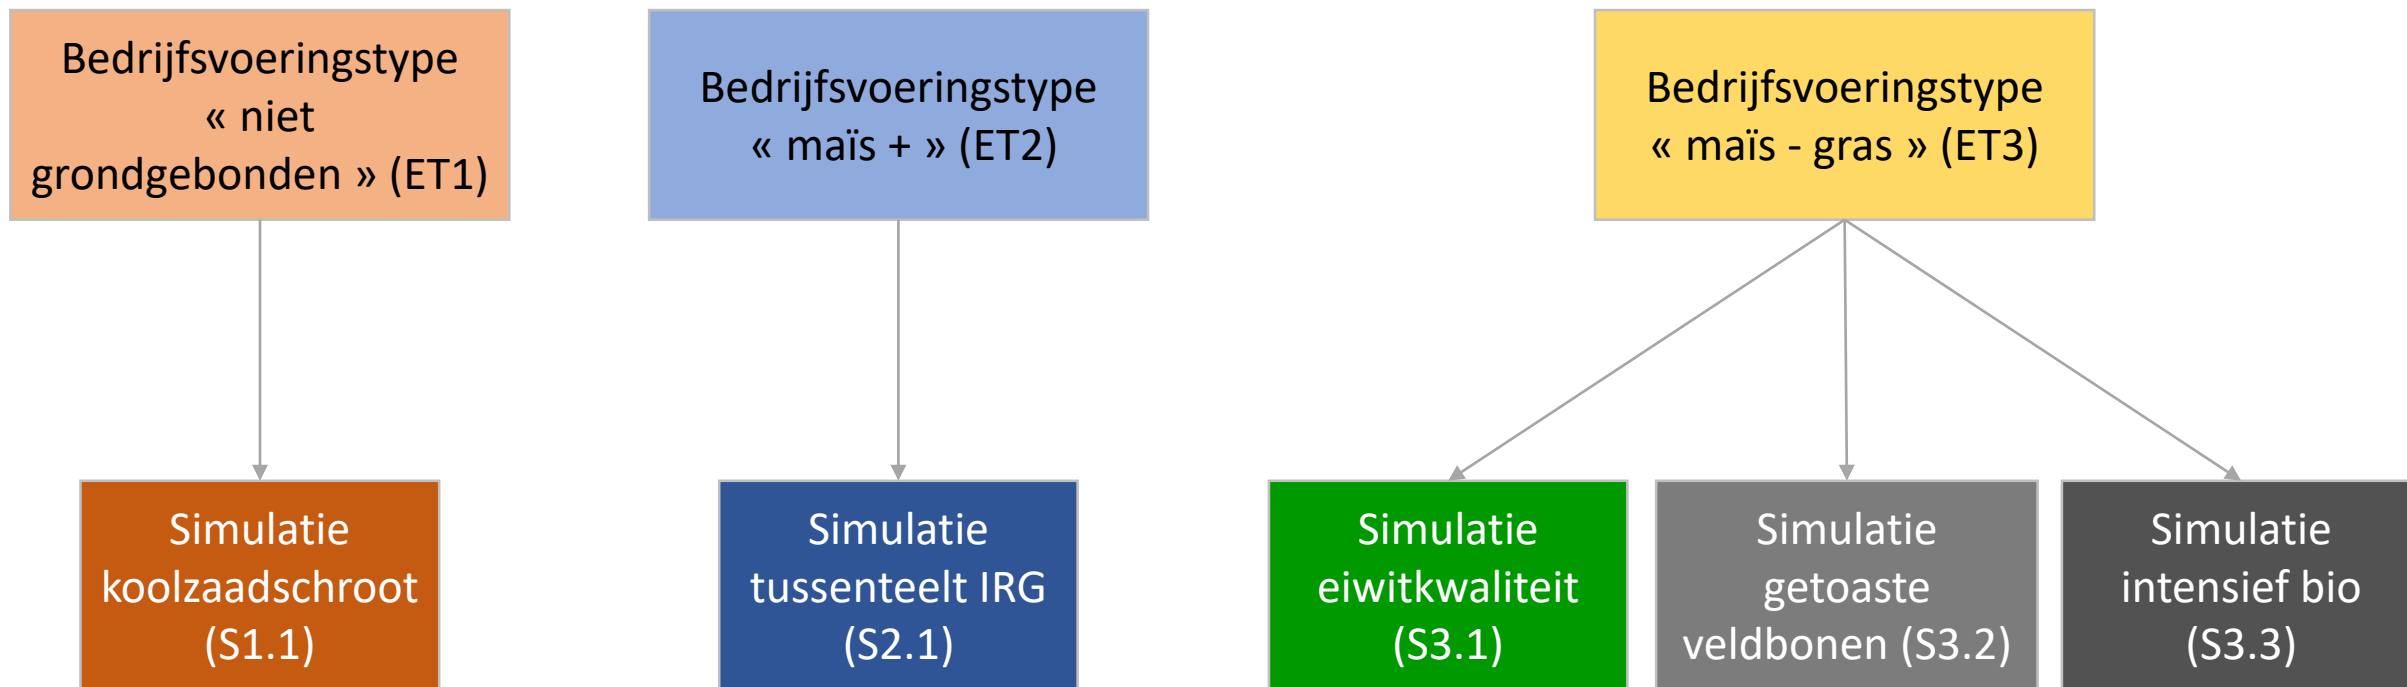 Bedrijfsvoeringstype
« niet
grondgebonden » (ET1)
Bedrijfsvoeringstype
« maïs + » (ET2)
Bedrijfsvoeringstype
« maïs - gras » (ET3)
Simulatie
koolzaadschroot
(S1.1)
Simulatie
tussenteelt IRG
(S2.1)
Simulatie
eiwitkwaliteit
(S3.1)
Simulatie
getoaste
veldbonen (S3.2)
Simulatie
intensief bio
(S3.3)